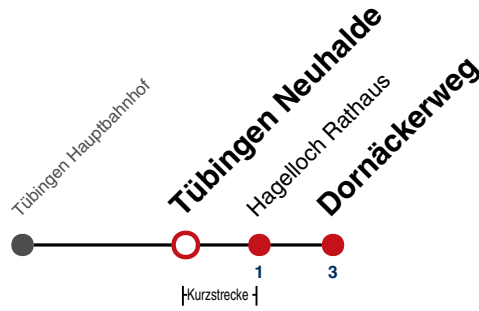 Tübingen Hauptbahnhof
Tübingen Neuhalde
Hagelloch Rathaus
Dornäckerweg
1
3
Kurzstrecke